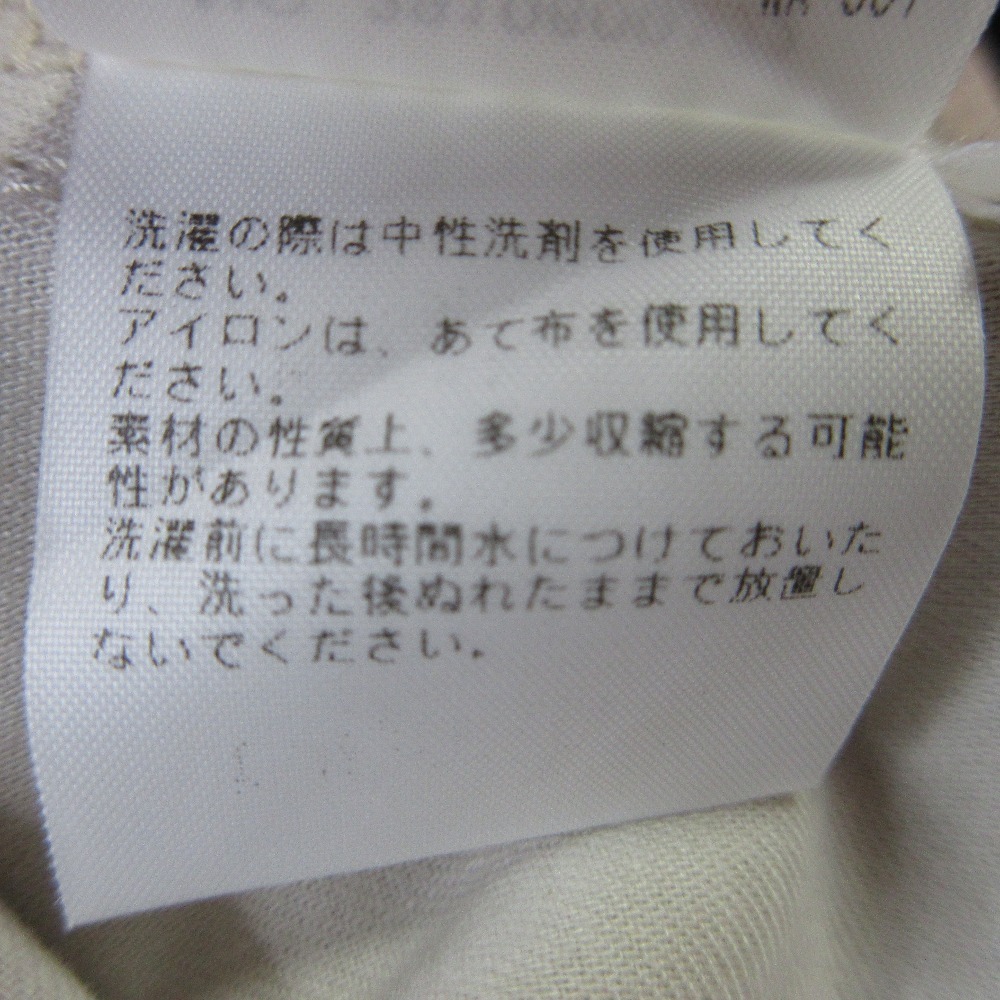 洗濯の際は中性洗剤を使用してく
ださい。
アイロンは、あて布を使用してく
ださい。
素材の性質上、多少収縮する可能
性があります。
洗濯前に長時間水につけておいた
り、洗った後ぬれたままで放置し
ないでください。